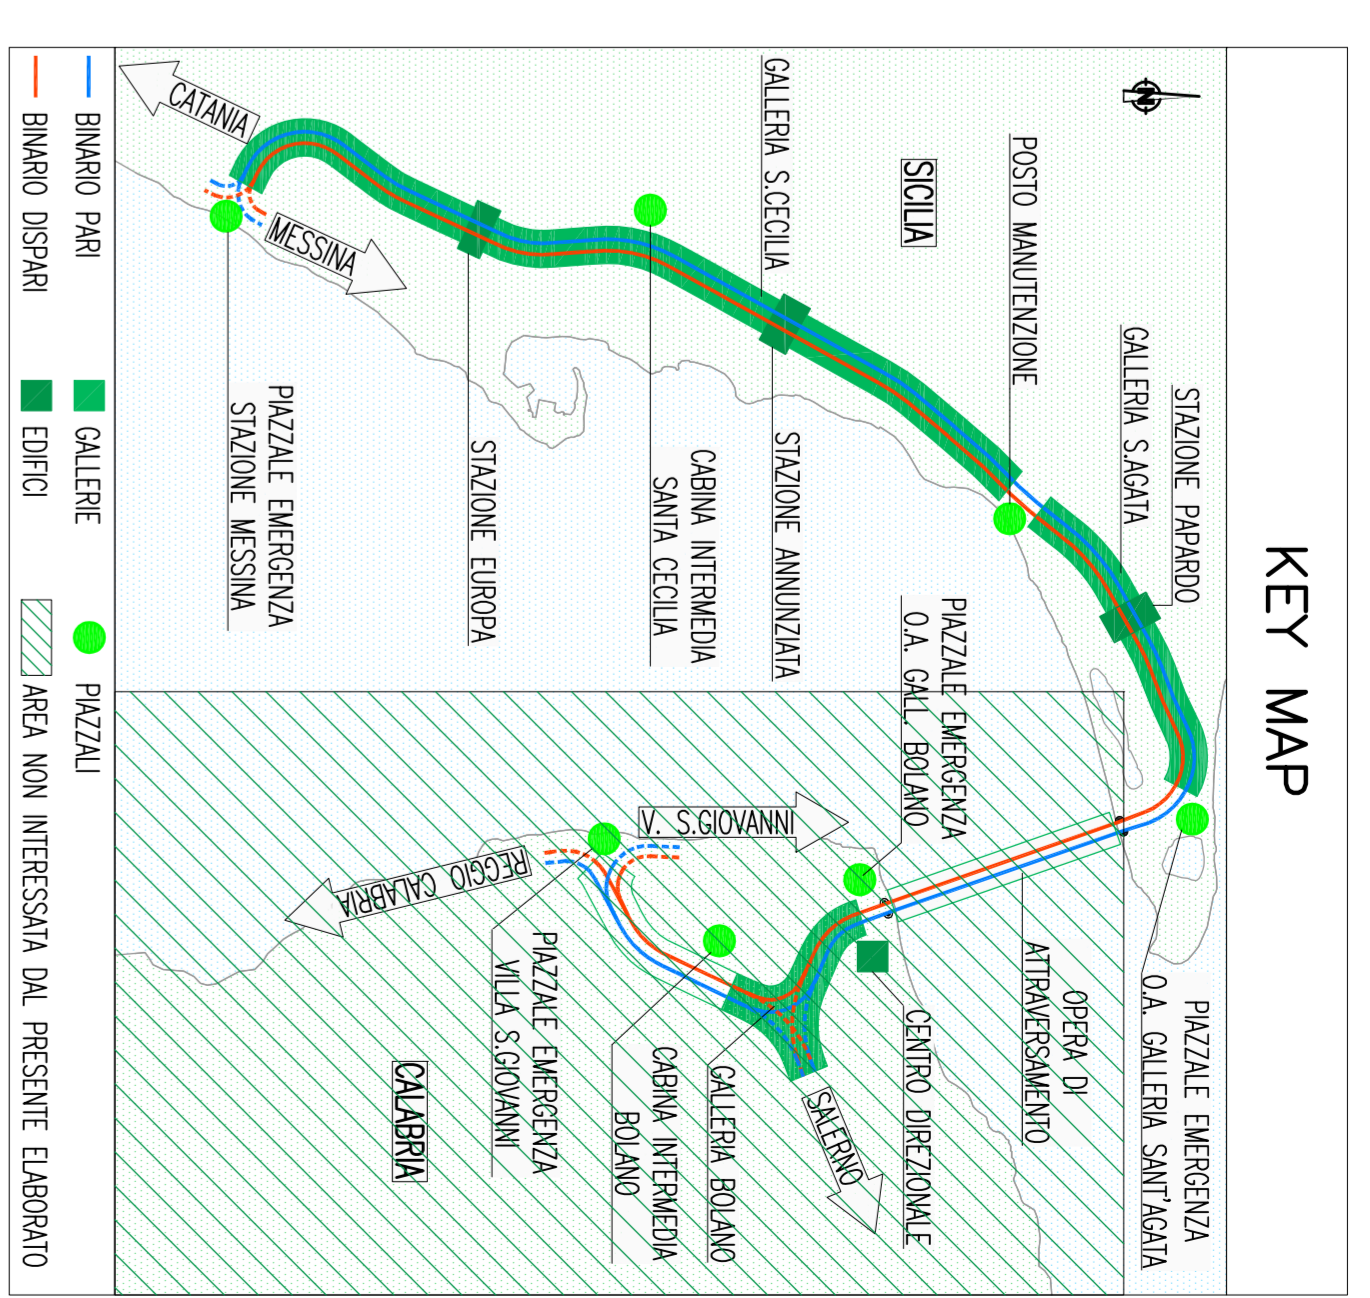 KEY MAP
N
STAZIONE PAPARDO
GALLERIA S.AGATA
POSTO MANUTENZIONE
SICILIA
GALLERIA S.CECILIA
CATANIA
MESSINA
PIAZZALE EMERGENZA
STAZIONE MESSINA
STAZIONE EUROPA
CABINA INTERMEDIA
SANTA CECILIA
STAZIONE ANNUNZIATA
PIAZZALE EMERGENZA
O.A. GALL. BOLANO
PIAZZALE EMERGENZA
O.A. GALLERIA SANT'AGATA
OPERA DI
ATTRAVERSAMENTO
CENTRO DIREZIONALE
SALERNO
GALLERIA BOLANO
CABINA INTERMEDIA
BOLANO
V. S.GIOVANNI
REGGIO CALABRIA
PIAZZALE EMERGENZA
VILLA S.GIOVANNI
CALABRIA
BINARIO PARI
GALLERIE
PIAZZALI
BINARIO DISPARI
EDIFICI
AREA NON INTERESSATA DAL PRESENTE ELABORATO